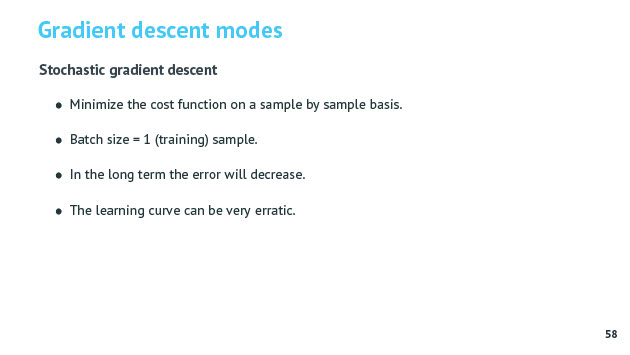 Gradient descent modes
Stochastic gradient descent
● Minimize the cost function on a sample by sample basis.
● Batch size = 1 (training) sample.
● In the long term the error will decrease.
● The learning curve can be very erratic.
58